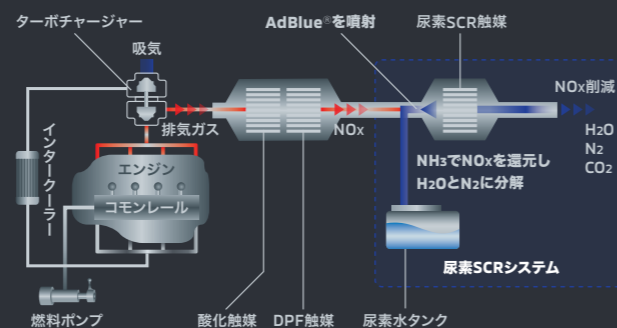 ターボチャージャー
AdBlue®を噴射
尿素SCR触媒
吸気
NOx削減
排気ガス
NOx
H2O
N2
CO2
インタークーラー
エンジン
コモンレール
NH3でNOxを還元し
H2OとN2に分解
尿素SCRシステム
燃料ポンプ
酸化触媒
DPF触媒
尿素水タンク